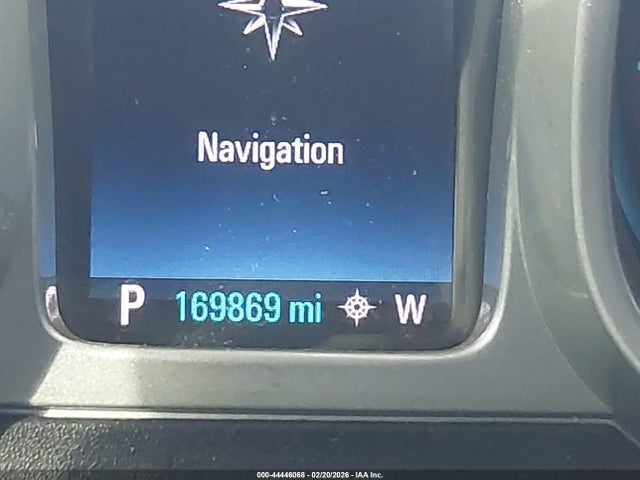 Navigation
P 169869 mi W
000-44446068 - 02/20/2026 - IAA Inc.